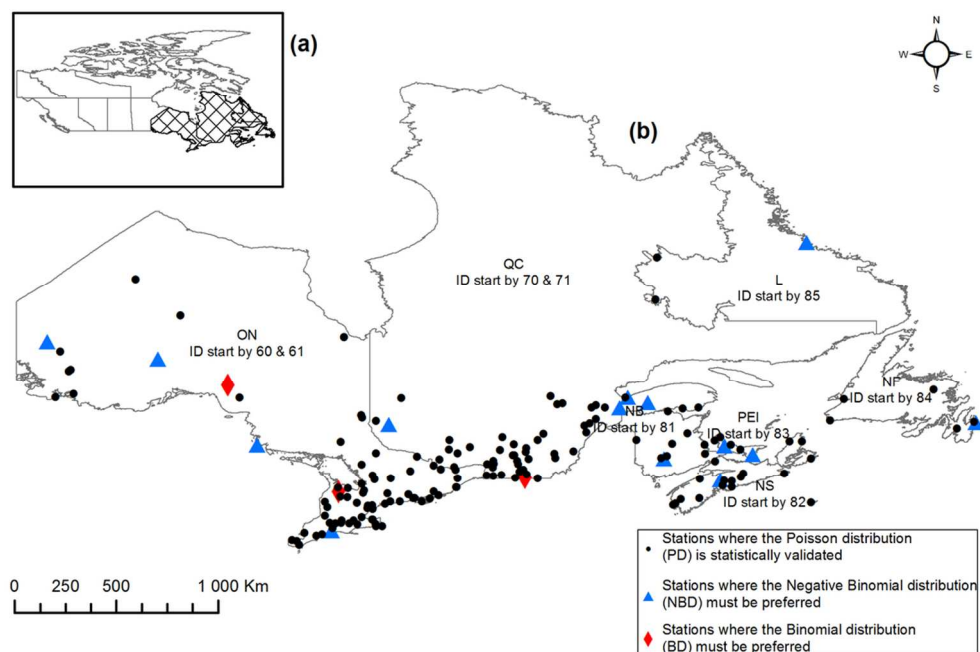 (a)
N
W E
S
(b)
QC
ID start by 70 & 71
L
ID start by 85
ON
ID start by 60 & 61
NF
ID start by 84
NB
ID start by 81
PEI
ID start by 83
NS
ID start by 82
0 250 500 1 000 Km
Stations where the Poisson distribution
(PD) is statistically validated
Stations where the Negative Binomial distribution
(NBD) must be preferred
Stations where the Binomial distribution
(BD) must be preferred